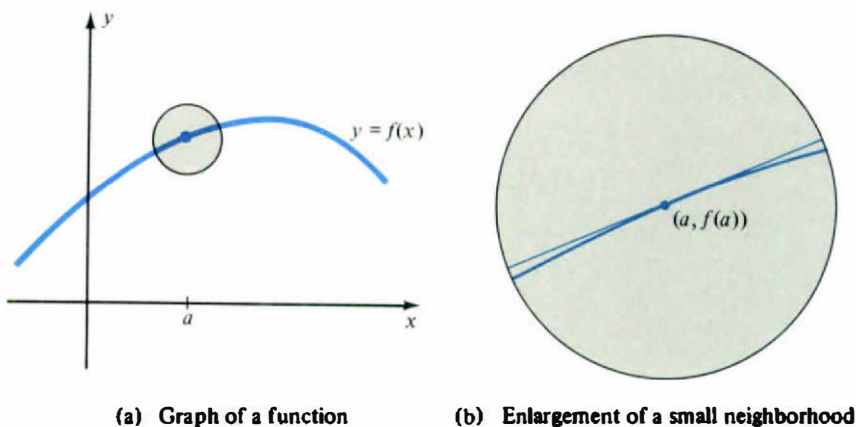 y
y = f(x)
a
x
(a, f(a))
(a) Graph of a function
(b) Enlargement of a small neighborhood